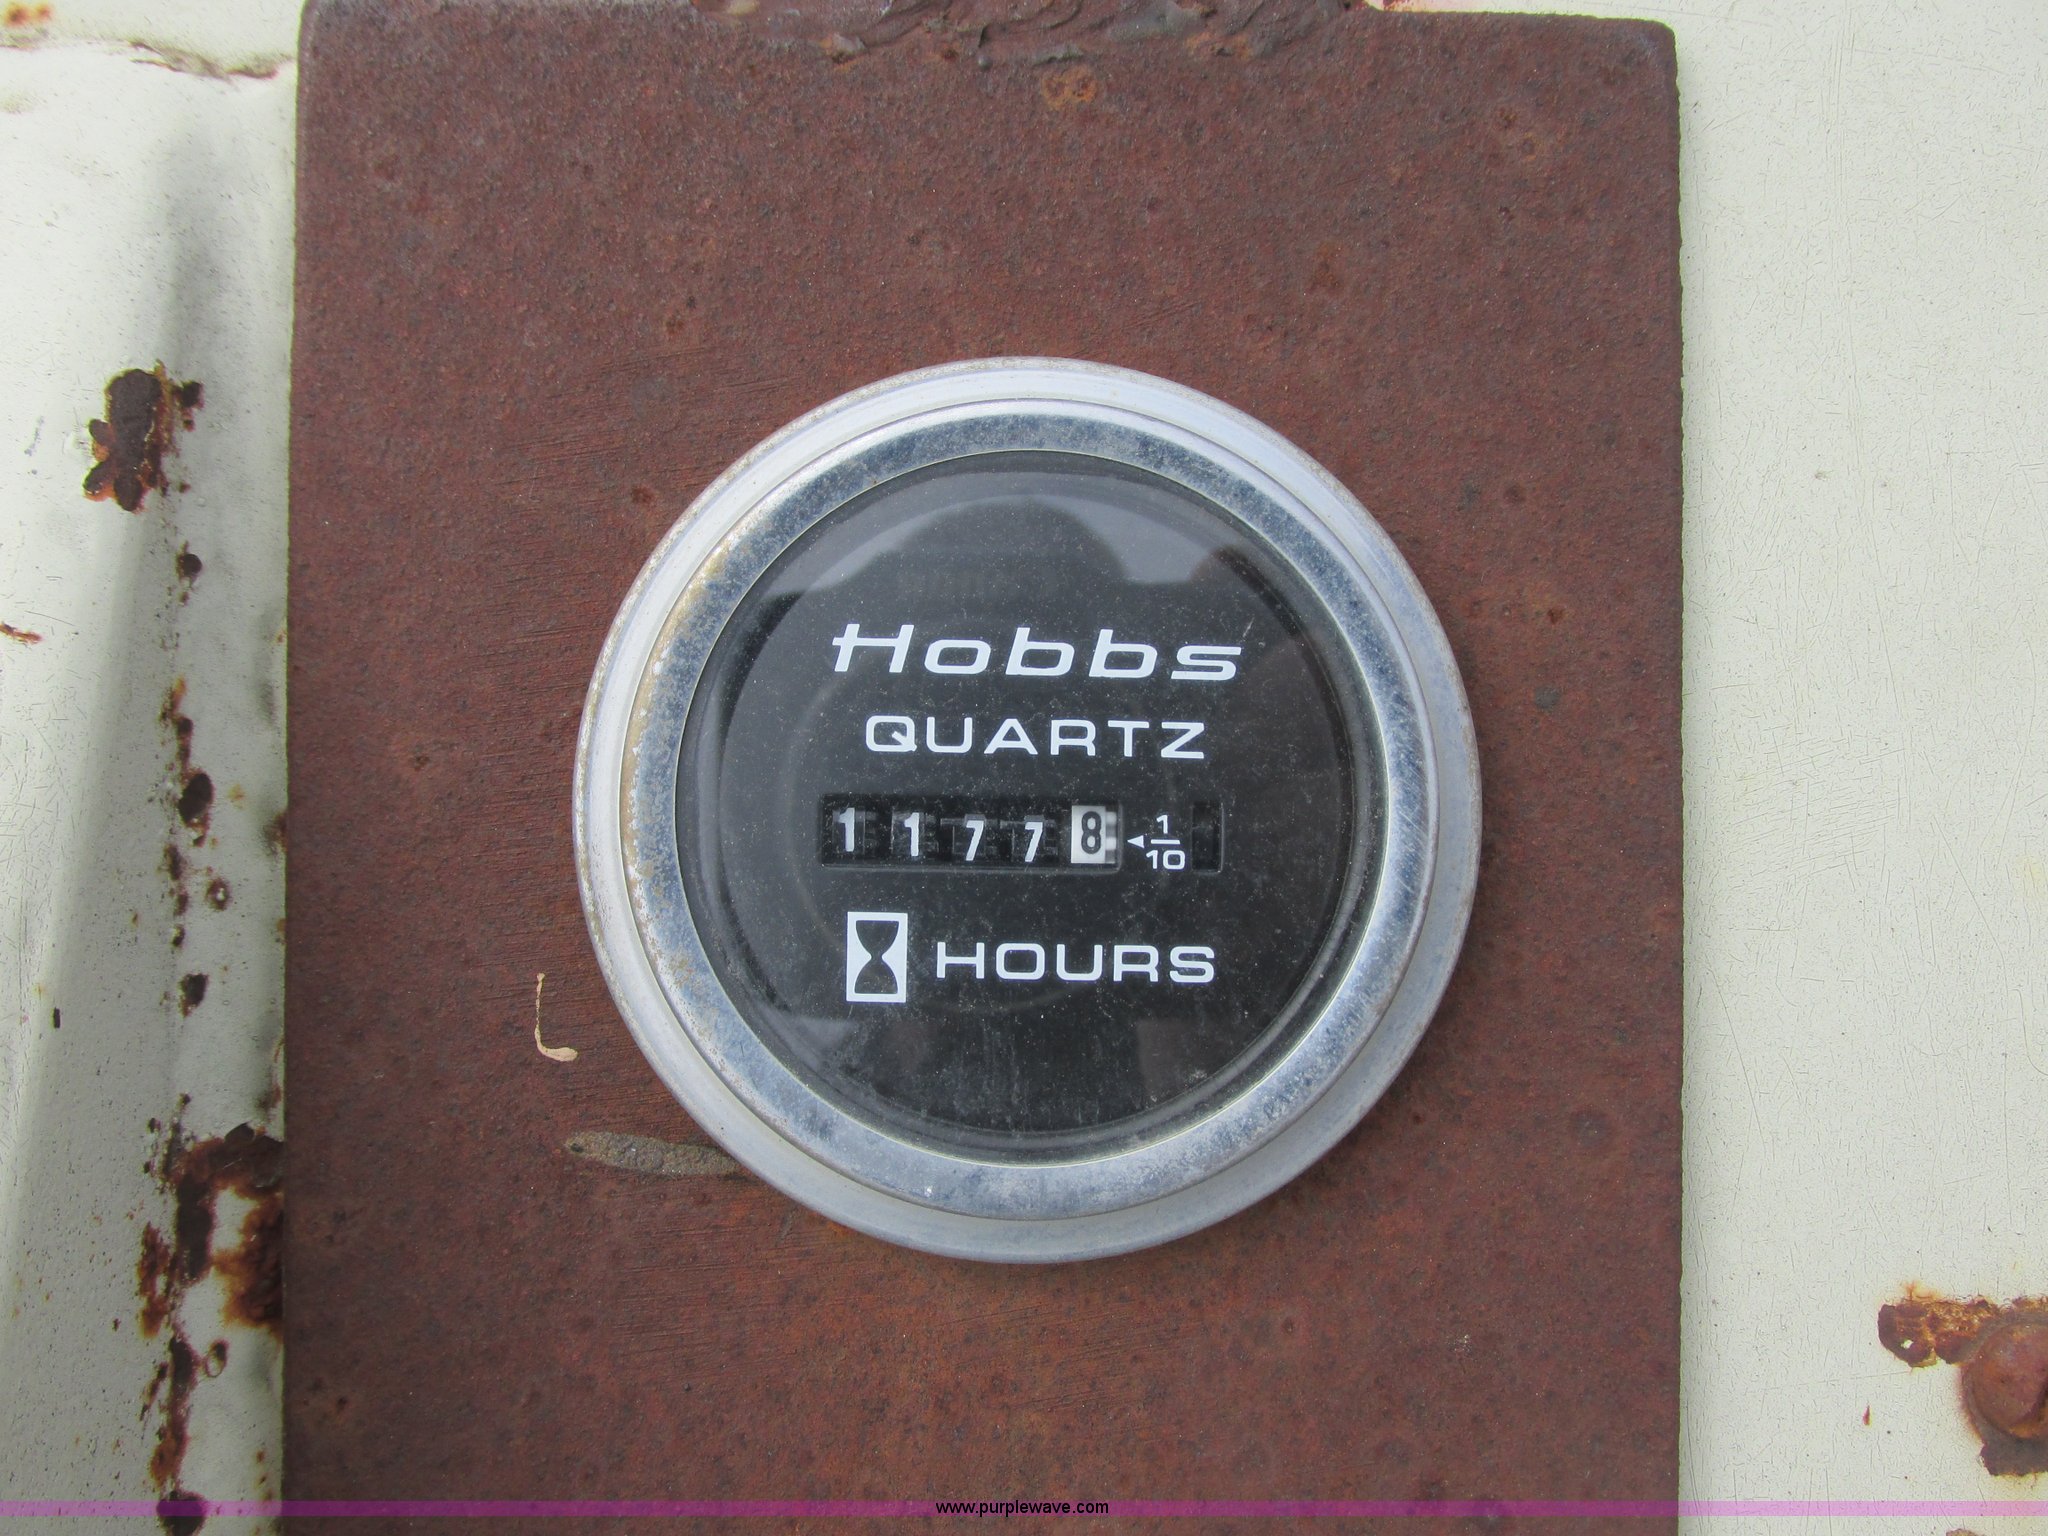 Hobbs
QUARTZ
1 1 7 7 8 ◄ 1/10
HOURS
www.purplewave.com